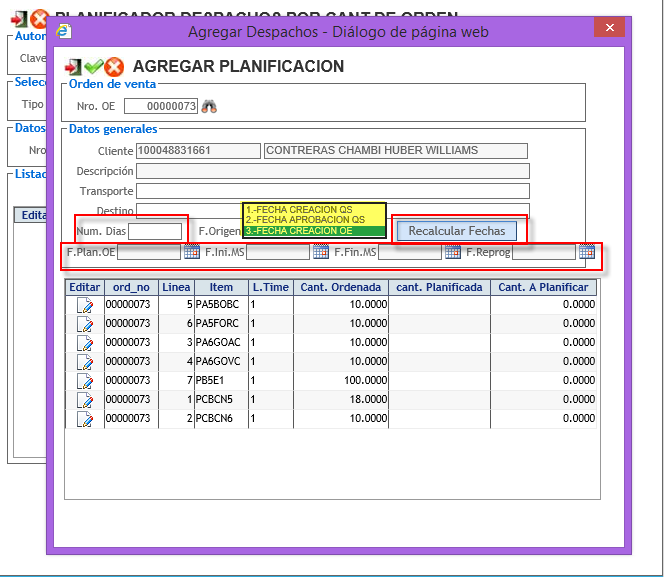 PLANIFICADOR DESPACHOS POR CANT DE ORDEN
Agregar Despachos - Diálogo de página web
Autor
Clave
Selec
Tipo
Datos
Nro
Listac
Edita
AGREGAR PLANIFICACION
Orden de venta
Nro. OE 00000073
Datos generales
Cliente 100048831661 CONTRERAS CHAMBI HUBER WILLIAMS
Descripción
Transporte
Destino
1.-FECHA CREACION QS
2.-FECHA APROBACION QS
3.-FECHA CREACION OE
Num. Dias F.Origen Recalcular Fechas
F.Plan.OE F.Ini.MS F.Fin.MS F.Reprog
Editar ord_no Linea Item L.Time Cant. Ordenada cant. Planificada Cant. A Planificar
00000073 5 PA5BOBC 1 10.0000 0.0000
00000073 6 PA5FORC 1 10.0000 0.0000
00000073 3 PA6GOAC 1 10.0000 0.0000
00000073 4 PA6GOVC 1 10.0000 0.0000
00000073 7 PB5E1 1 100.0000 0.0000
00000073 1 PCBCN5 1 18.0000 0.0000
00000073 2 PCBCN6 1 10.0000 0.0000